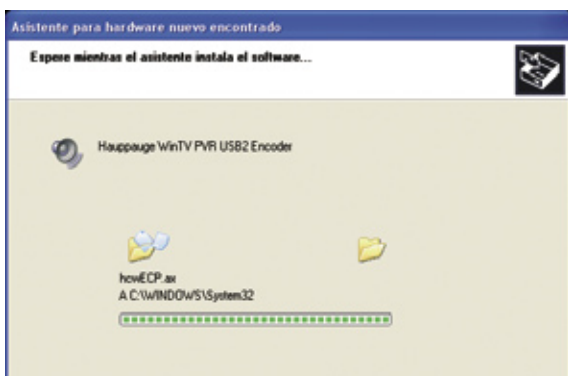 Asistente para hardware nuevo encontrado
Espere mientras el asistente instala el software...
Hauppauge WinTV PVR USB2 Encoder
hcwECP.ax
A C:\WINDOWS\System32